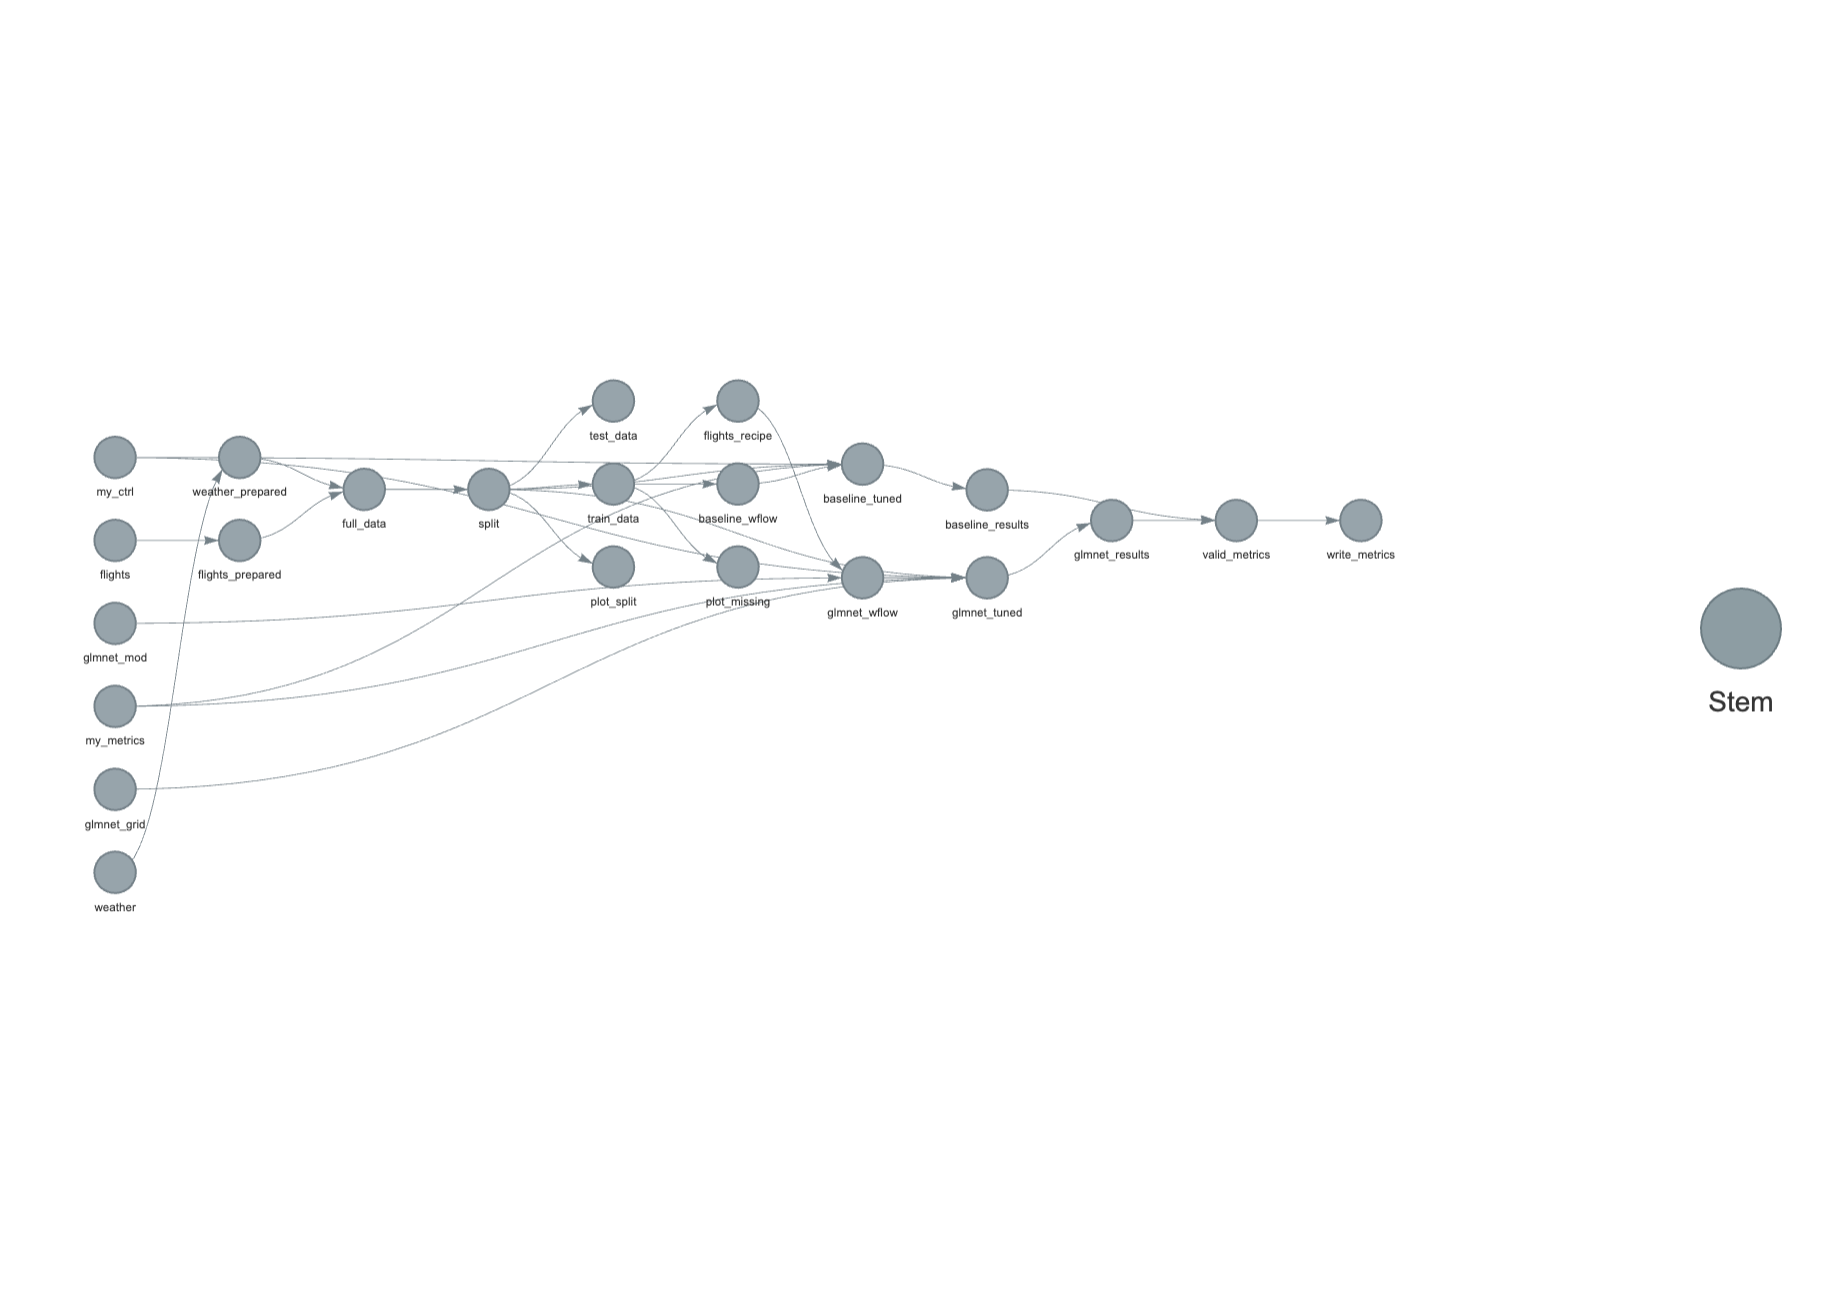 my_ctrl
flights
glmnet_mod
my_metrics
glmnet_grid
weather
weather_prepared
flights_prepared
full_data
split
test_data
train_data
plot_split
flights_recipe
baseline_wflow
plot_missing
baseline_tuned
glmnet_wflow
baseline_results
glmnet_tuned
glmnet_results
valid_metrics
write_metrics
Stem